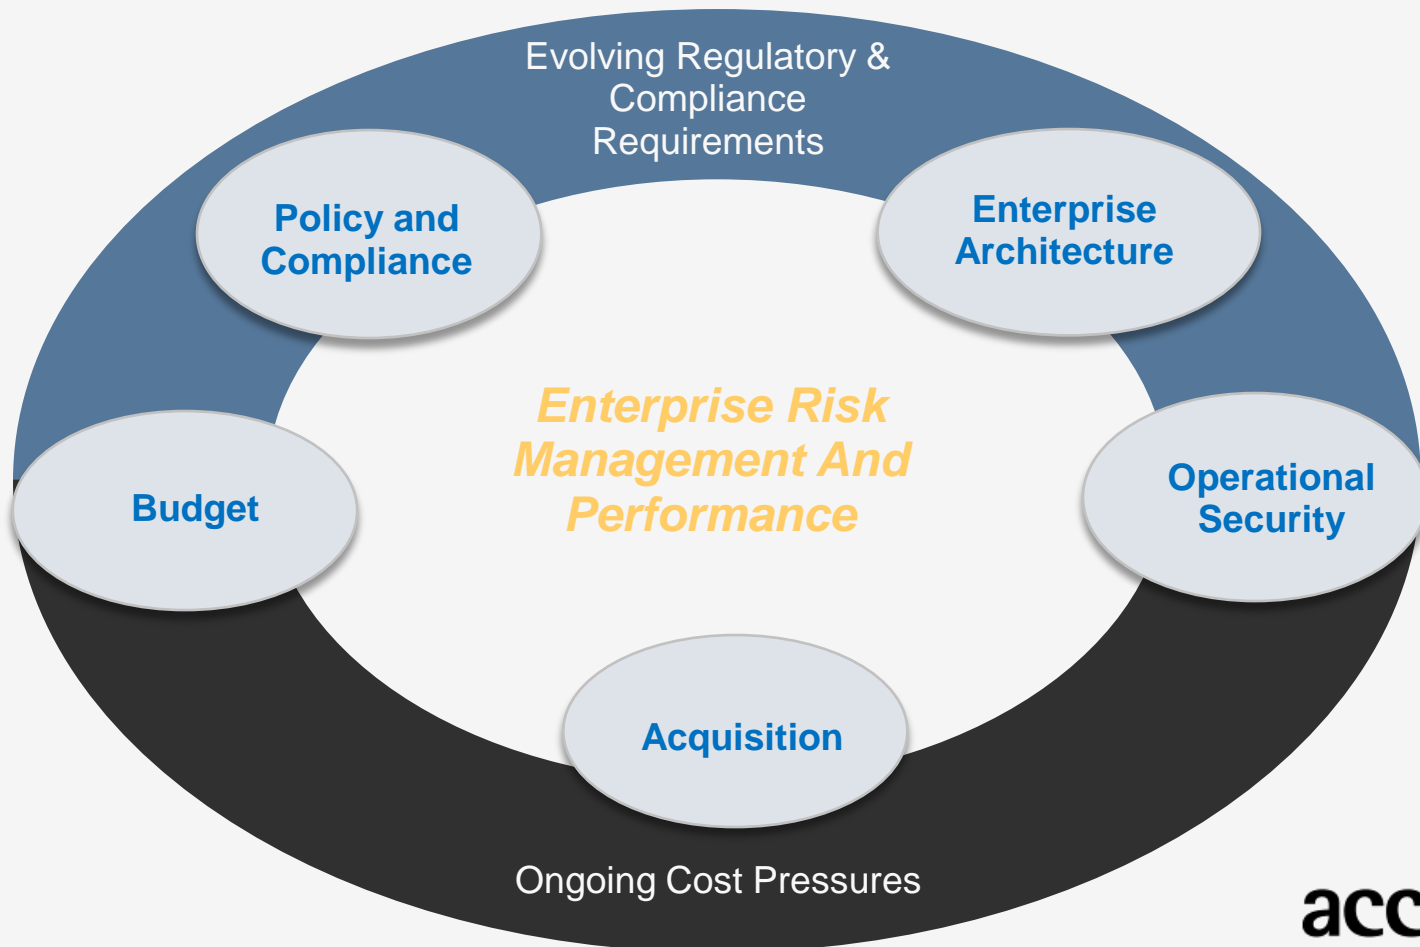 Evolving Regulatory &
Compliance
Requirements
Policy and
Compliance
Enterprise
Architecture
Enterprise Risk
Management And
Performance
Budget
Operational
Security
Acquisition
Ongoing Cost Pressures
acc